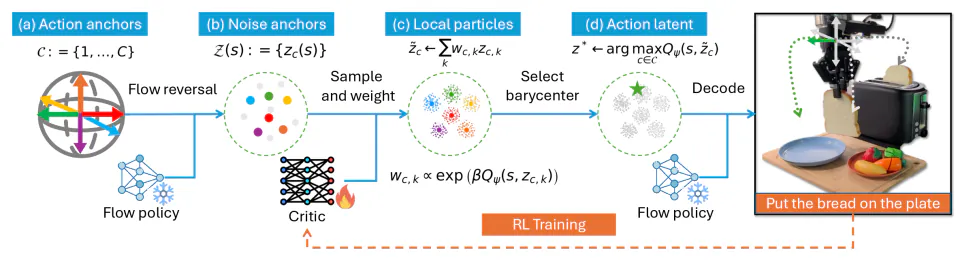 (a) Action anchors
𝒞 := {1, ..., C}
Flow reversal
Flow policy
(b) Noise anchors
𝒵(s) := {z_c(s)}
Sample
and weight
Critic
(c) Local particles
z̃_c ← ∑_k w_{c,k} z_{c,k}
w_{c,k} ∝ exp (βQ_ψ(s, z_{c,k}))
Select
barycenter
(d) Action latent
z* ← arg max_{c∈𝒞} Q_ψ(s, z̃_c)
Decode
Flow policy
Put the bread on the plate
RL Training